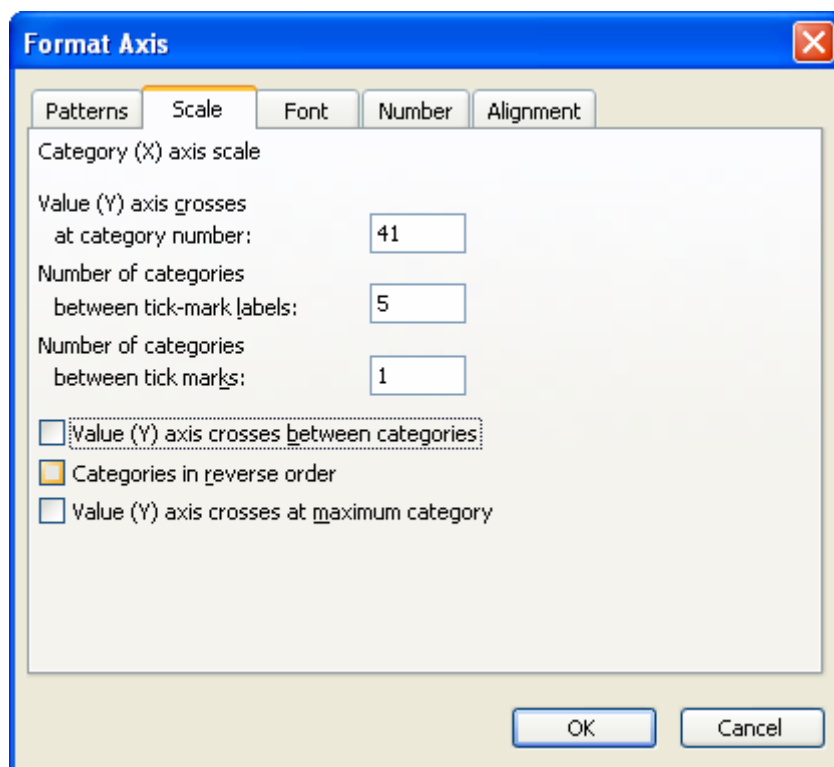 Format Axis
Patterns Scale Font Number Alignment
Category (X) axis scale
Value (Y) axis crosses
at category number: 41
Number of categories
between tick-mark labels: 5
Number of categories
between tick marks: 1
Value (Y) axis crosses between categories
Categories in reverse order
Value (Y) axis crosses at maximum category
OK Cancel